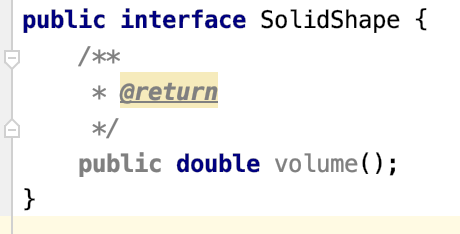 public interface SolidShape {
/**
* @return
*/
public double volume();
}